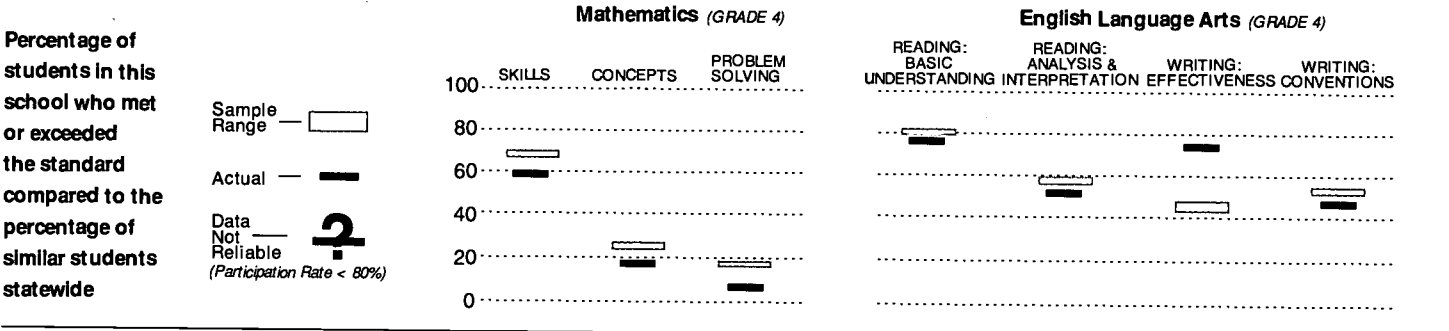 Percentage of
students in this
school who met
or exceeded
the standard
compared to the
percentage of
similar students
statewide
Sample
Range
Actual
Data
Not
Reliable
?
(Participation Rate < 80%)
Mathematics (GRADE 4)
SKILLS
CONCEPTS
PROBLEM
SOLVING
100
80
60
40
20
0
English Language Arts (GRADE 4)
READING:
BASIC
UNDERSTANDING
READING:
ANALYSIS &
INTERPRETATION
WRITING:
EFFECTIVENESS
WRITING:
CONVENTIONS